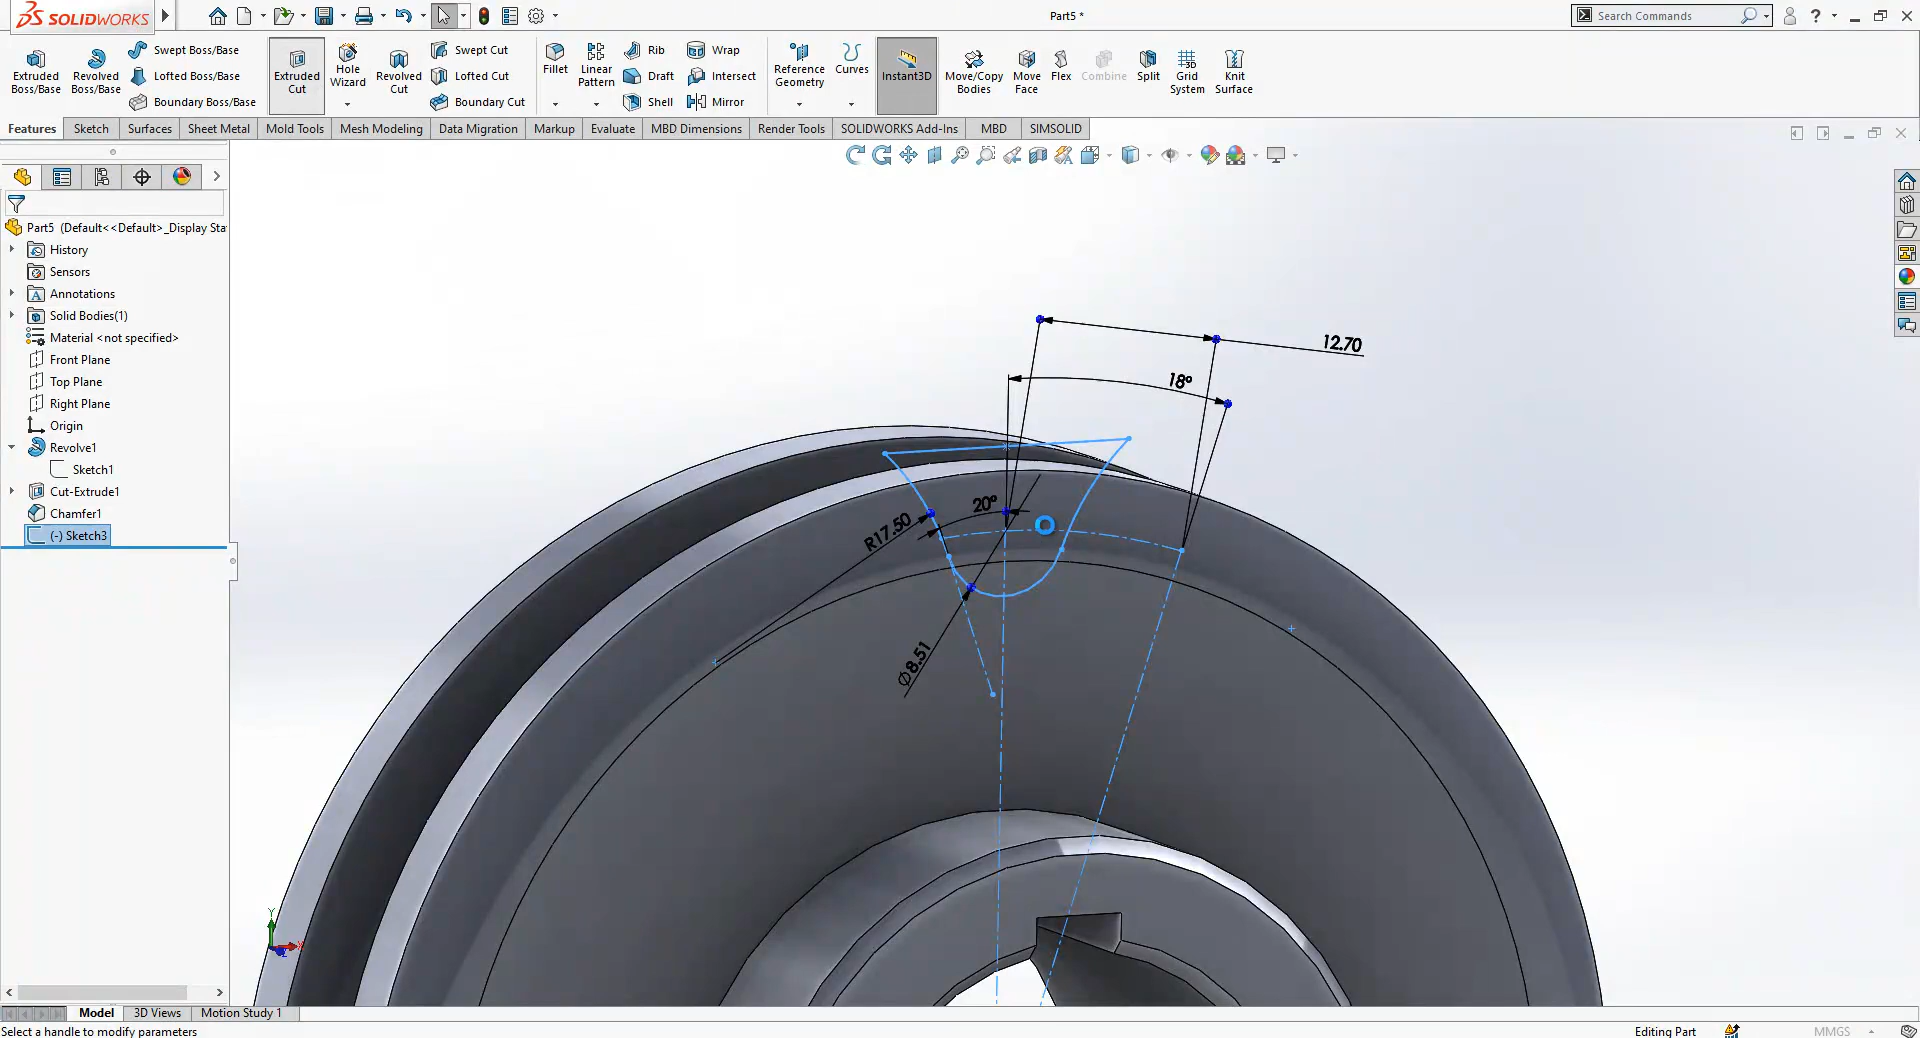 SOLIDWORKS
Part5 *
Search Commands
Extruded Boss/Base
Revolved Boss/Base
Swept Boss/Base
Lofted Boss/Base
Boundary Boss/Base
Extruded Cut
Hole Wizard
Revolved Cut
Swept Cut
Lofted Cut
Boundary Cut
Fillet
Linear Pattern
Rib
Draft
Shell
Wrap
Intersect
Mirror
Reference Geometry
Curves
Instant3D
Move/Copy Bodies
Move Face
Flex
Combine
Split
Grid System
Knit Surface
Features
Sketch
Surfaces
Sheet Metal
Mold Tools
Mesh Modeling
Data Migration
Markup
Evaluate
MBD Dimensions
Render Tools
SOLIDWORKS Add-Ins
MBD
SIMSOLID
Part5 (Default<<Default>_Display Sta
History
Sensors
Annotations
Solid Bodies(1)
Material <not specified>
Front Plane
Top Plane
Right Plane
Origin
Revolve1
Sketch1
Cut-Extrude1
Chamfer1
(-) Sketch3
12.70
18°
20°
R17.50
Ø8.51
Y
X
Model
3D Views
Motion Study 1
Select a handle to modify parameters
Editing Part
MMGS